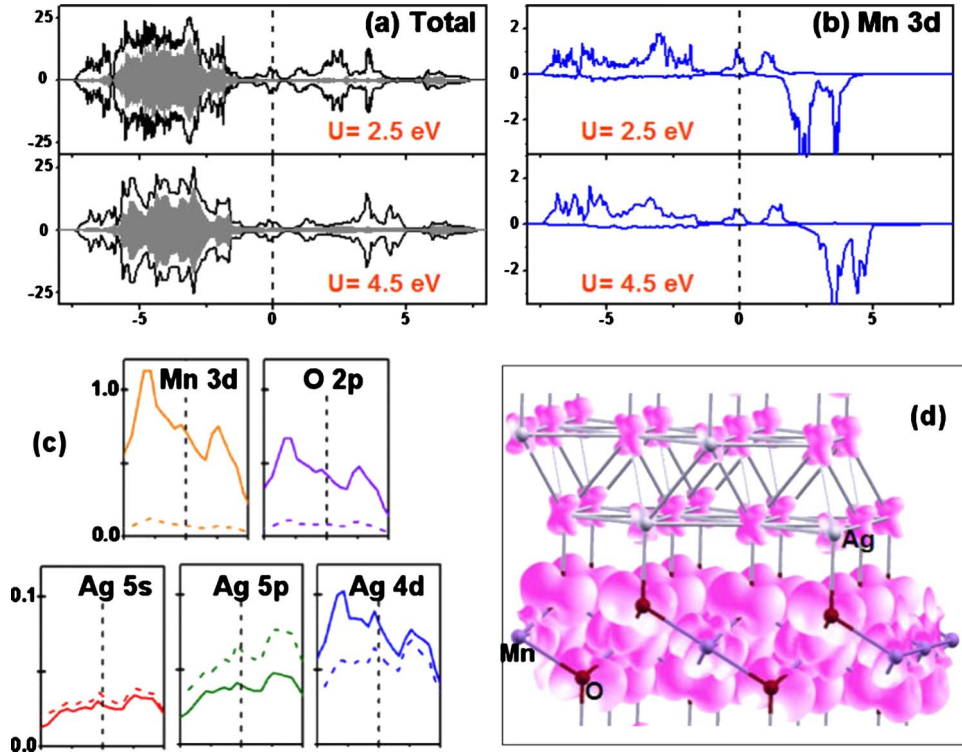 25
0
-25
(a) Total
U= 2.5 eV
25
0
-25
U= 4.5 eV
-5
0
5
2
0
-2
(b) Mn 3d
U= 2.5 eV
2
0
-2
U= 4.5 eV
-5
0
5
(c)
1.0
0.0
Mn 3d
O 2p
0.1
0.0
Ag 5s
Ag 5p
Ag 4d
(d)
Ag
Mn
O